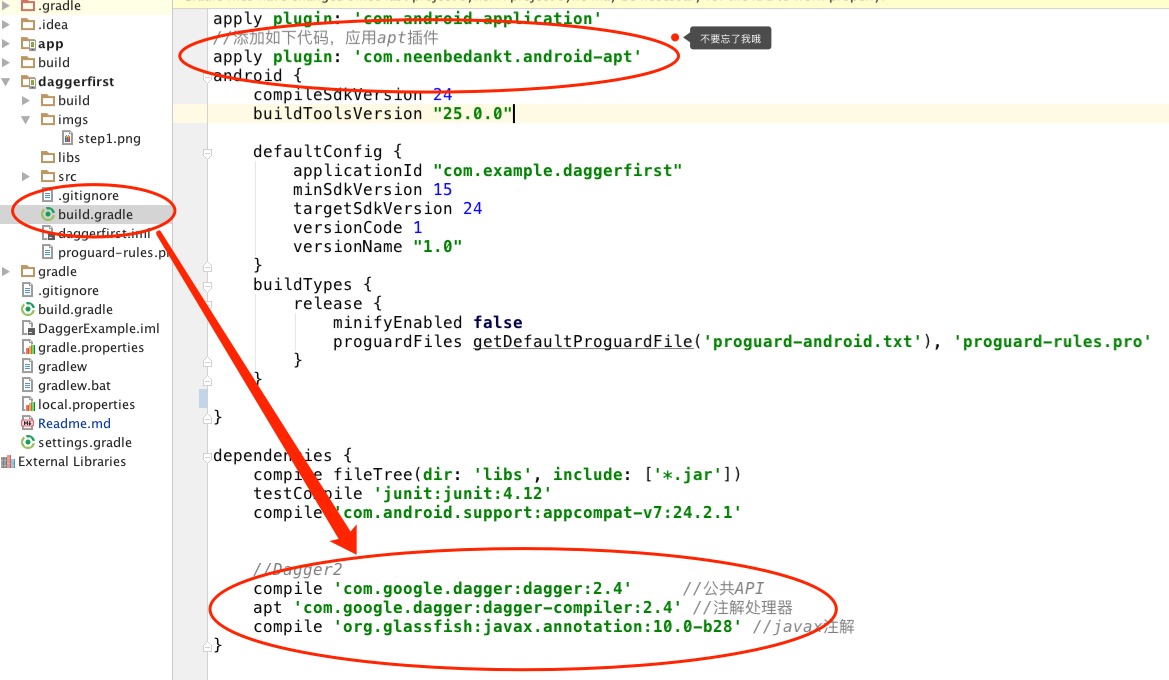 .gradle
.idea
app
build
daggerfirst
build
imgs
step1.png
libs
src
.gitignore
build.gradle
daggerfirst.iml
proguard-rules.pr
gradle
.gitignore
build.gradle
DaggerExample.iml
gradle.properties
gradlew
gradlew.bat
local.properties
Readme.md
settings.gradle
External Libraries
apply plugin: 'com.android.application'
//添加如下代码，应用apt插件
不要忘了我哦
apply plugin: 'com.neenbedankt.android-apt'
android {
compileSdkVersion 24
buildToolsVersion "25.0.0"
defaultConfig {
applicationId "com.example.daggerfirst"
minSdkVersion 15
targetSdkVersion 24
versionCode 1
versionName "1.0"
}
buildTypes {
release {
minifyEnabled false
proguardFiles getDefaultProguardFile('proguard-android.txt'), 'proguard-rules.pro'
}
}
}
dependencies {
compile fileTree(dir: 'libs', include: ['*.jar'])
testCompile 'junit:junit:4.12'
compile 'com.android.support:appcompat-v7:24.2.1'
//Dagger2
compile 'com.google.dagger:dagger:2.4' //公共API
apt 'com.google.dagger:dagger-compiler:2.4' //注解处理器
compile 'org.glassfish:javax.annotation:10.0-b28' //javax注解
}